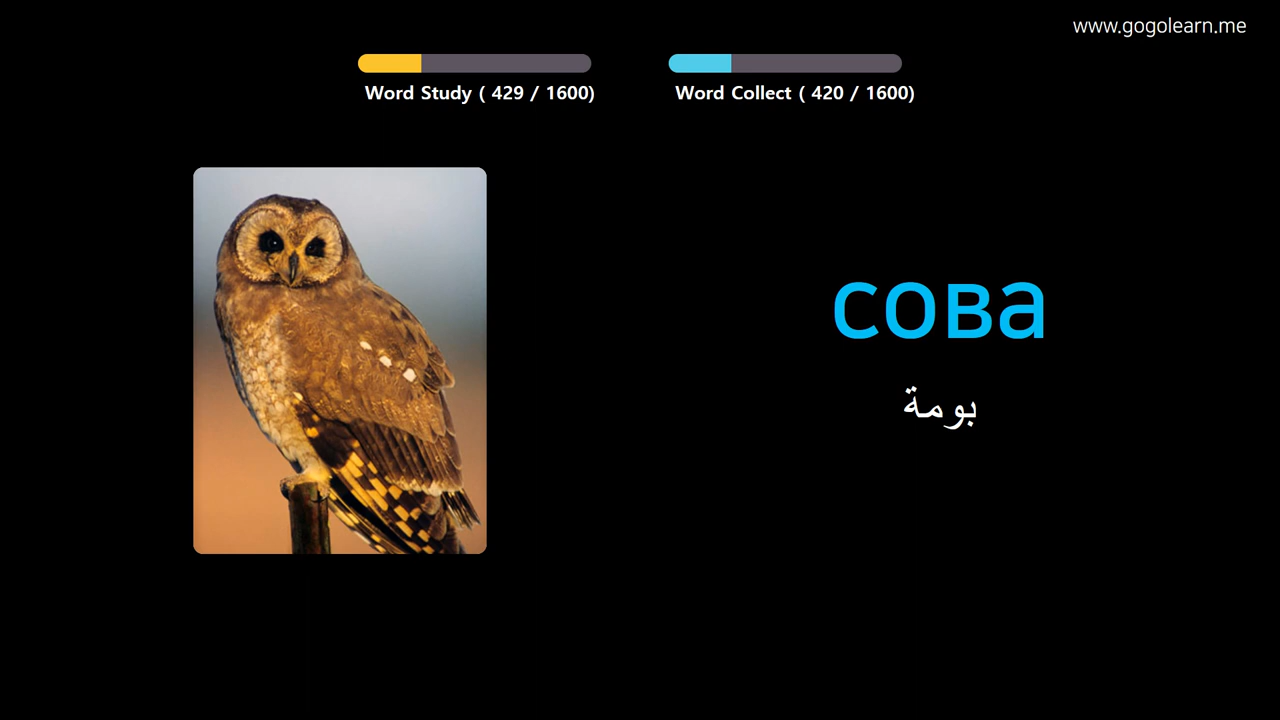 www.gogolearn.me
Word Study ( 429 / 1600)
Word Collect ( 420 / 1600)
сова
بومة